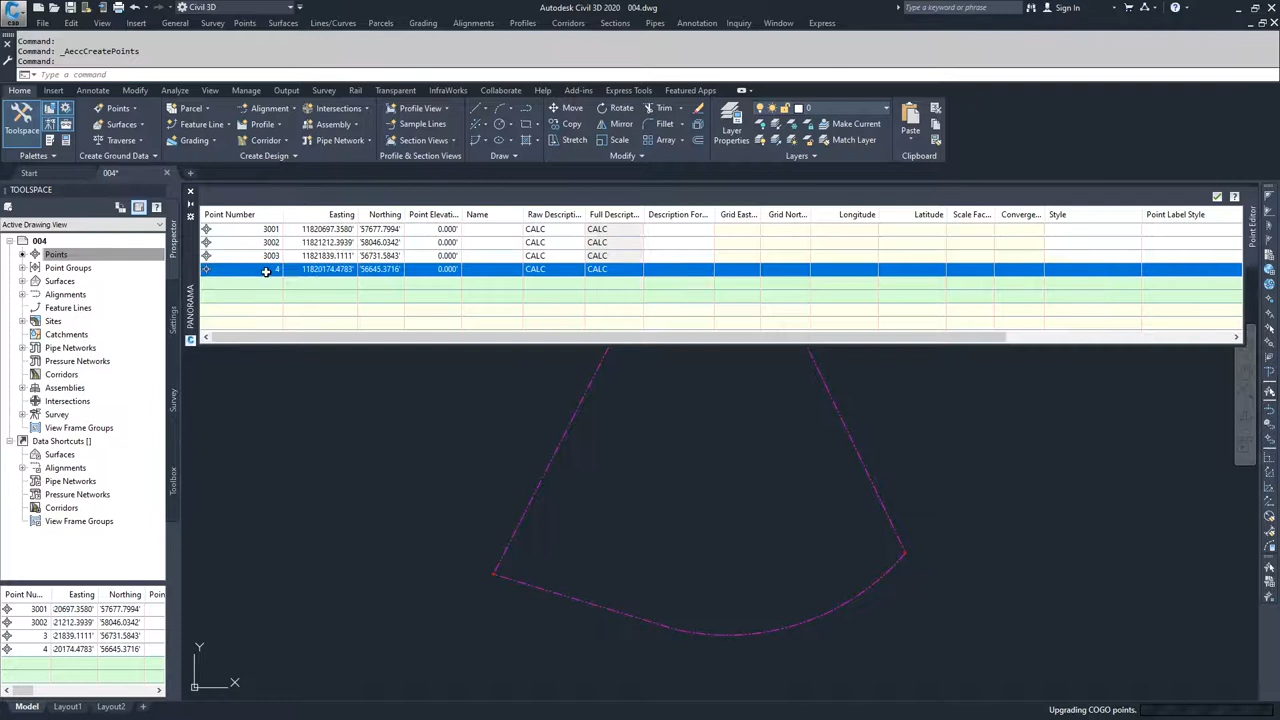 C3D Civil 3D Autodesk Civil 3D 2020 004.dwg Type a keyword or phrase Sign In
File Edit View Insert General Survey Points Surfaces Lines/Curves Parcels Grading Alignments Profiles Corridors Sections Pipes Annotation Inquiry Window Express
Command:
Command: _AeccCreatePoints
Command:
Type a command
Home Insert Annotate Modify Analyze View Manage Output Survey Rail Transparent InfraWorks Collaborate Help Add-ins Express Tools Featured Apps
Toolspace
Points Parcel Alignment Intersections Profile View Move Rotate Trim 0
Surfaces Feature Line Profile Assembly Sample Lines Copy Mirror Fillet Make Current
Traverse Grading Corridor Pipe Network Section Views Stretch Scale Array Match Layer
Layer Properties
Paste
Palettes Create Ground Data Create Design Profile & Section Views Draw Modify Layers Clipboard
Start 004*
TOOLSPACE
Active Drawing View
004
Points
Point Groups
Surfaces
Alignments
Feature Lines
Sites
Catchments
Pipe Networks
Pressure Networks
Corridors
Assemblies
Intersections
Survey
View Frame Groups
Data Shortcuts []
Surfaces
Alignments
Pipe Networks
Pressure Networks
Corridors
View Frame Groups
Prospector
Settings
Survey
Toolbox
Point Nu... Easting Northing Poin
3001 ⁝20697.3580' '57677.7994'
3002 ⁝21212.3939' '58046.0342'
3 ⁝21839.1111' '56731.5843'
4 ⁝20174.4783' '56645.3716'
Point Number Easting Northing Point Elevati... Name Raw Descripti... Full Descript... Description For... Grid East... Grid Nort... Longitude Latitude Scale Fac... Converge... Style Point Label Style
3001 11820697.3580' '57677.7994' 0.000' CALC CALC
3002 11821212.3939' '58046.0342' 0.000' CALC CALC
3003 11821839.1111' '56731.5843' 0.000' CALC CALC
4 11820174.4783' '56645.3716' 0.000' CALC CALC
PANORAMA
Point Editor
Y
X
Model Layout1 Layout2 +
Upgrading COGO points.